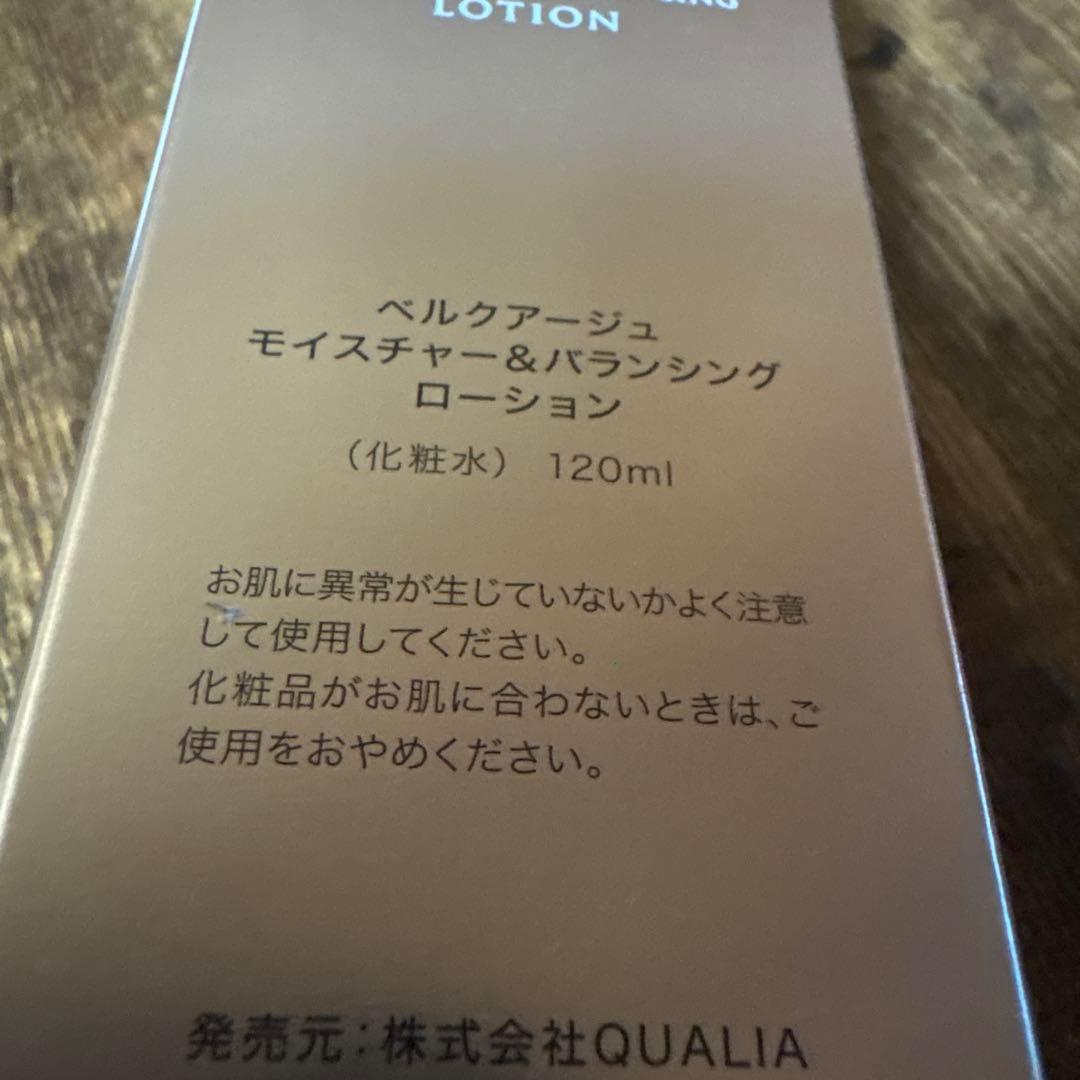 LOTION
ベルクアージュ
モイスチャー&バランシング
ローション
(化粧水) 120ml
お肌に異常が生じていないかよく注意
して使用してください。
化粧品がお肌に合わないときは、ご
使用をおやめください。
発売元:株式会社QUALIA